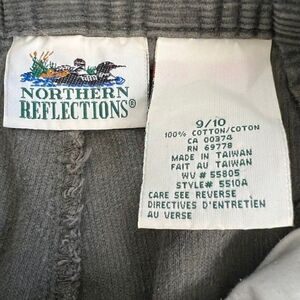 NORTHERN
REFLECTIONS®
9/10
100% COTTON/COTON
CA 00374
RN 69778
MADE IN TAIWAN
FAIT AU TAIWAN
WV # 55805
STYLE# 5510A
CARE SEE REVERSE
DIRECTIVES D'ENTRETIEN
AU VERSE